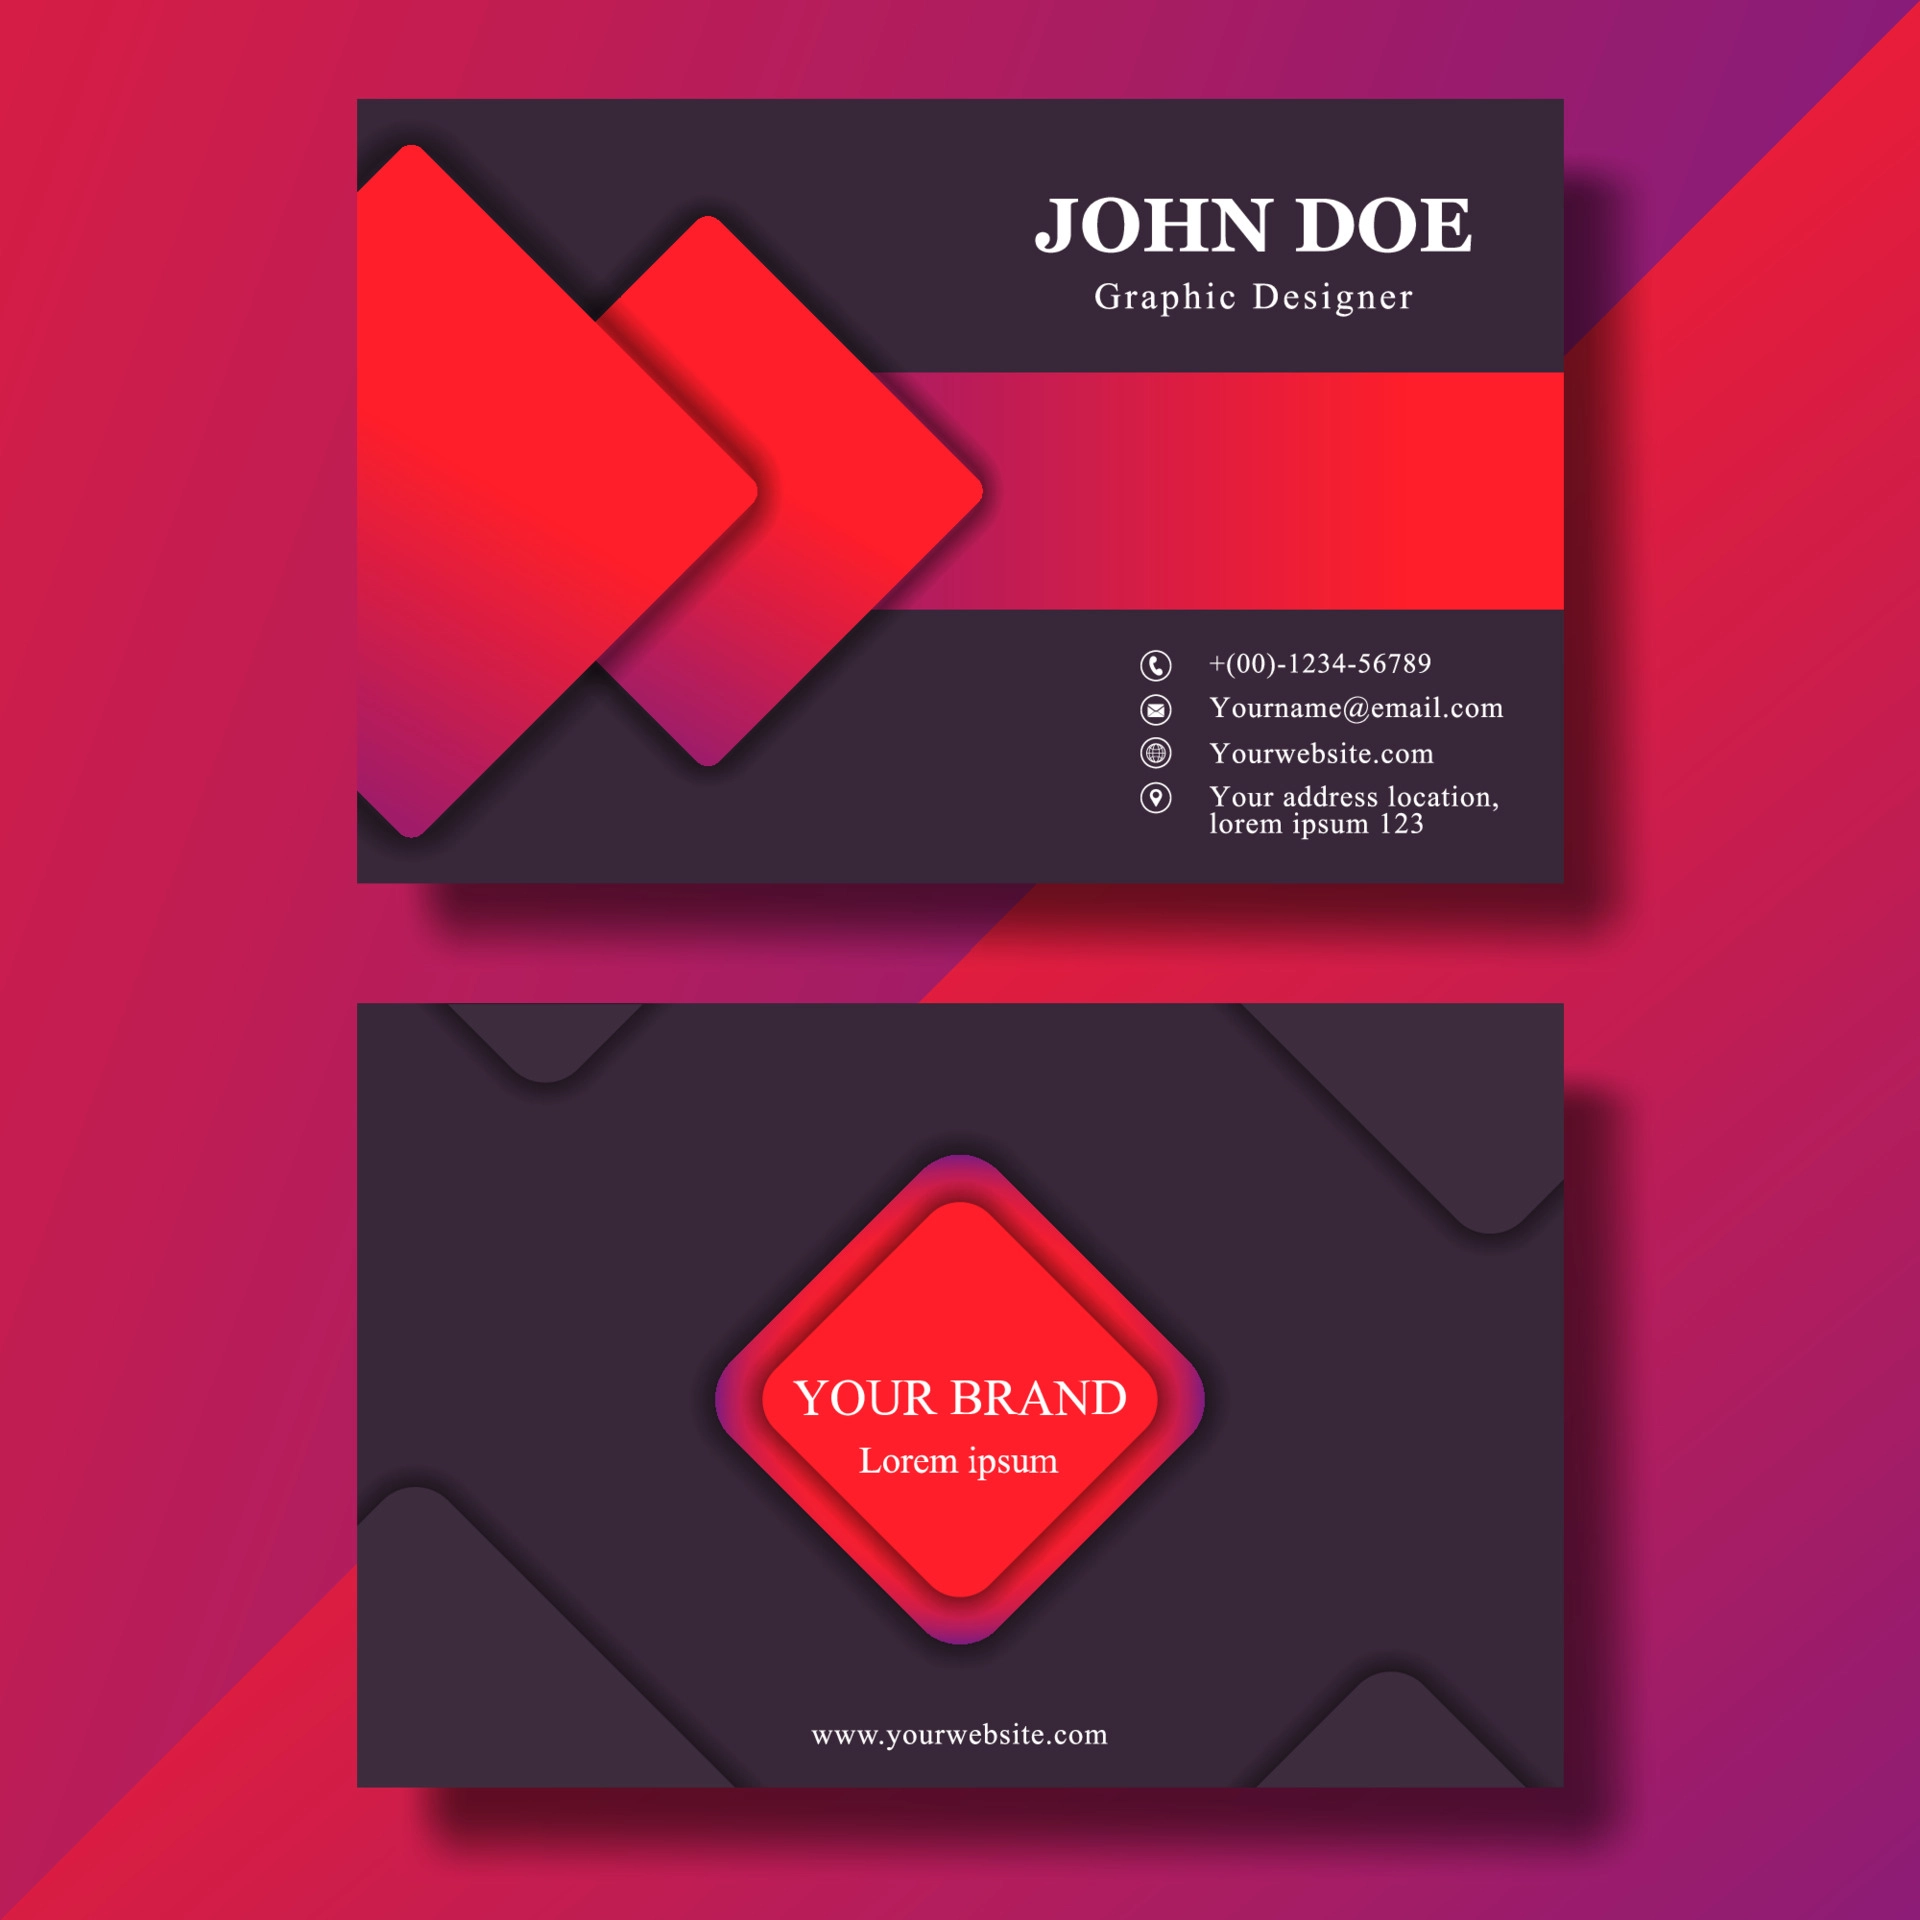 JOHN DOE
Graphic Designer
+(00)-1234-56789
Yourname@email.com
Yourwebsite.com
Your address location,
lorem ipsum 123
YOUR BRAND
Lorem ipsum
www.yourwebsite.com